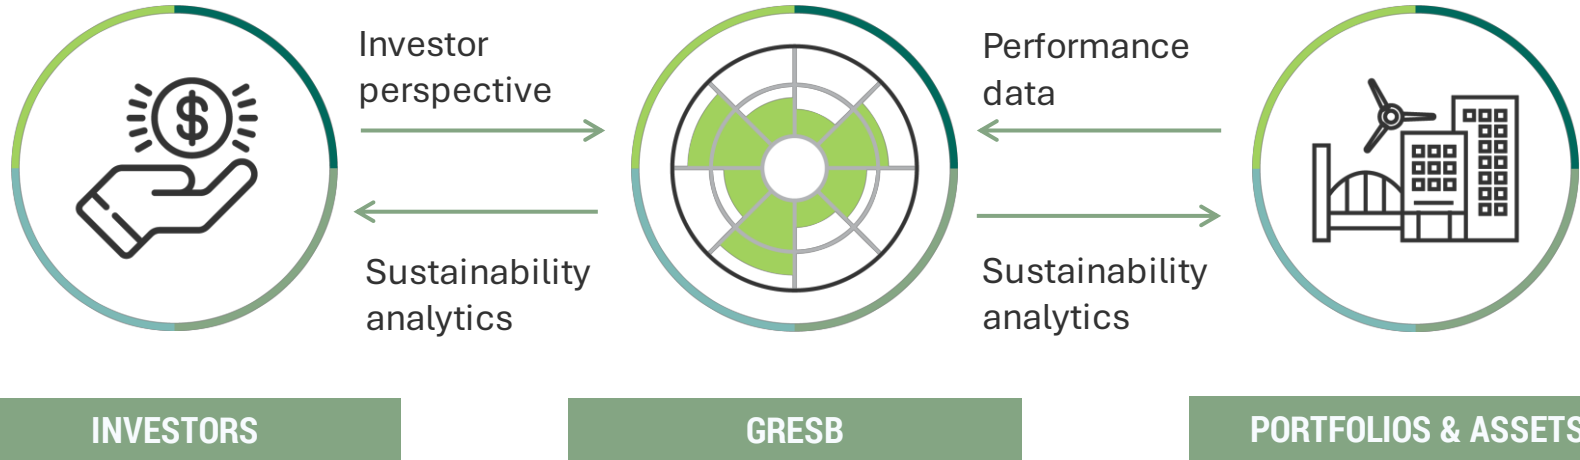 Investor
perspective
Sustainability
analytics
Performance
data
Sustainability
analytics
$
INVESTORS
GRESB
PORTFOLIOS & ASSETS